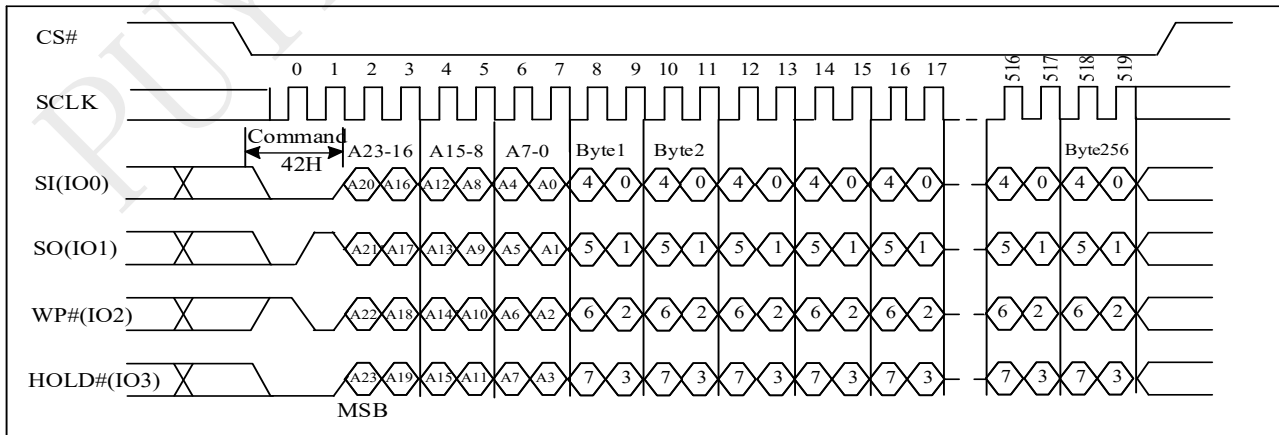 PUY
CS#
0 1 2 3 4 5 6 7 8 9 10 11 12 13 14 15 16 17 516 517 518 519
SCLK
Command
42H
A23-16 A15-8 A7-0 Byte1 Byte2 Byte256
SI(IO0) A20 A16 A12 A8 A4 A0 4 0 4 0 4 0 4 0 4 0 4 0 4 0
SO(IO1) A21 A17 A13 A9 A5 A1 5 1 5 1 5 1 5 1 5 1 5 1 5 1
WP#(IO2) A22 A18 A14 A10 A6 A2 6 2 6 2 6 2 6 2 6 2 6 2 6 2
HOLD#(IO3) A23 A19 A15 A11 A7 A3 7 3 7 3 7 3 7 3 7 3 7 3 7 3
MSB